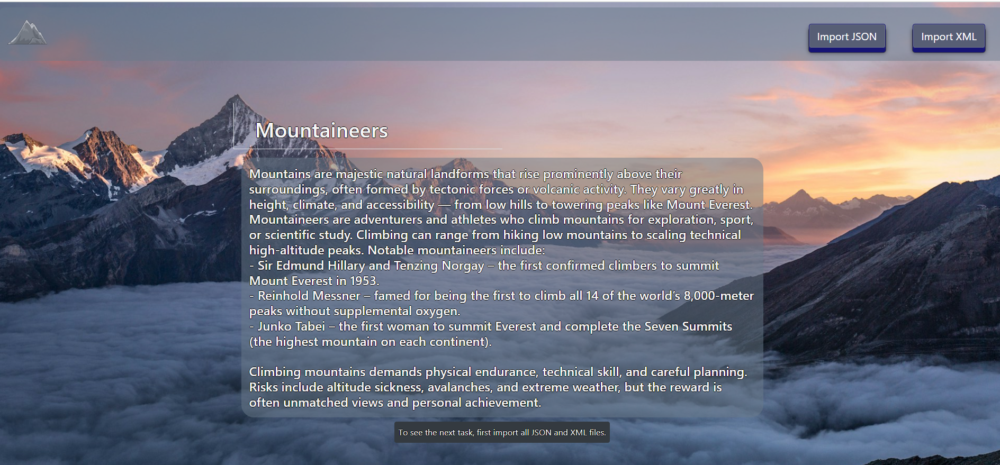 Import JSON
Import XML
Mountaineers
Mountains are majestic natural landforms that rise prominently above their
surroundings, often formed by tectonic forces or volcanic activity. They vary greatly in
height, climate, and accessibility — from low hills to towering peaks like Mount Everest.
Mountaineers are adventurers and athletes who climb mountains for exploration, sport,
or scientific study. Climbing can range from hiking low mountains to scaling technical
high-altitude peaks. Notable mountaineers include:
- Sir Edmund Hillary and Tenzing Norgay – the first confirmed climbers to summit
Mount Everest in 1953.
- Reinhold Messner – famed for being the first to climb all 14 of the world’s 8,000-meter
peaks without supplemental oxygen.
- Junko Tabei – the first woman to summit Everest and complete the Seven Summits
(the highest mountain on each continent).
Climbing mountains demands physical endurance, technical skill, and careful planning.
Risks include altitude sickness, avalanches, and extreme weather, but the reward is
often unmatched views and personal achievement.
To see the next task, first import all JSON and XML files.